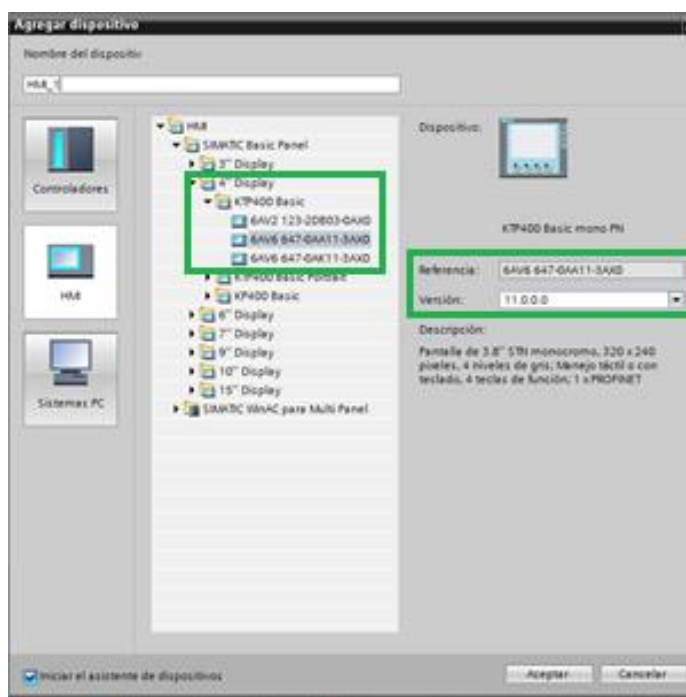 Agregar dispositivo
Nombre del dispositiv
HMI_1
Controladores
HMI
Sistemas PC
HMI
SIMATIC Basic Panel
3" Display
4" Display
KTP400 Basic
6AV2 123-2DB03-0AX0
6AV6 647-0AA11-3AX0
6AV6 647-0AK11-3AX0
KTP400 Basic Portrait
KP400 Basic
6" Display
7" Display
9" Display
10" Display
15" Display
SIMATIC WinAC para Multi Panel
Dispositivo:
KTP400 Basic mono PN
Referencia: 6AV6 647-0AA11-3AX0
Versión: 11.0.0.0
Descripción:
Pantalla de 3.8" STN monocromo, 320 x 240
píxeles, 4 niveles de gris; Manejo táctil o con
teclado, 4 teclas de función; 1 x PROFINET
Iniciar el asistente de dispositivos
Aceptar
Cancelar